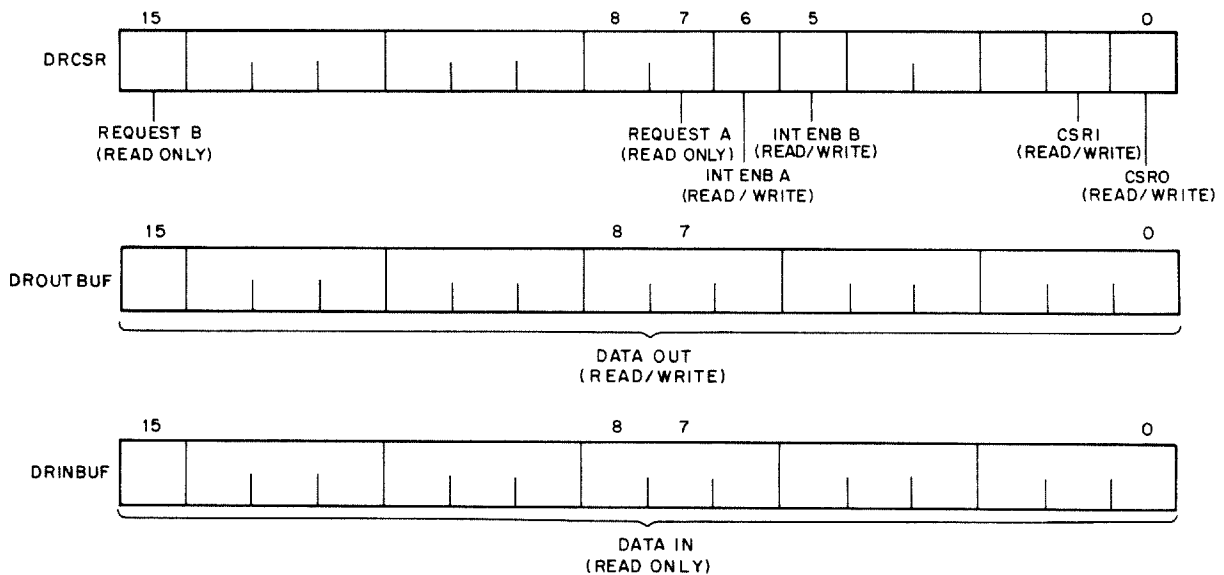 15 8 7 6 5 0
DRCSR
REQUEST B
(READ ONLY)
REQUEST A
(READ ONLY)
INT ENB A
(READ/WRITE)
INT ENB B
(READ/WRITE)
CSR1
(READ/WRITE)
CSR0
(READ/WRITE)
15 8 7 0
DROUTBUF
DATA OUT
(READ/WRITE)
15 8 7 0
DRINBUF
DATA IN
(READ ONLY)